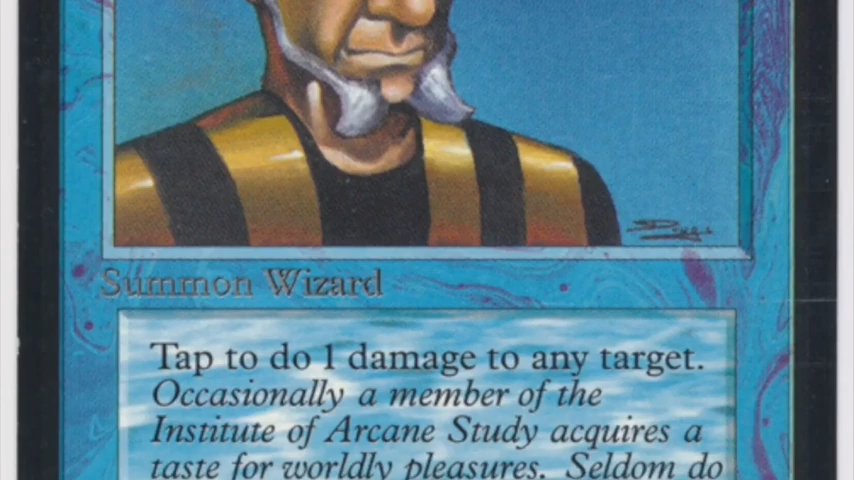 Summon Wizard
Tap to do 1 damage to any target.
Occasionally a member of the
Institute of Arcane Study acquires a
taste for worldly pleasures. Seldom do